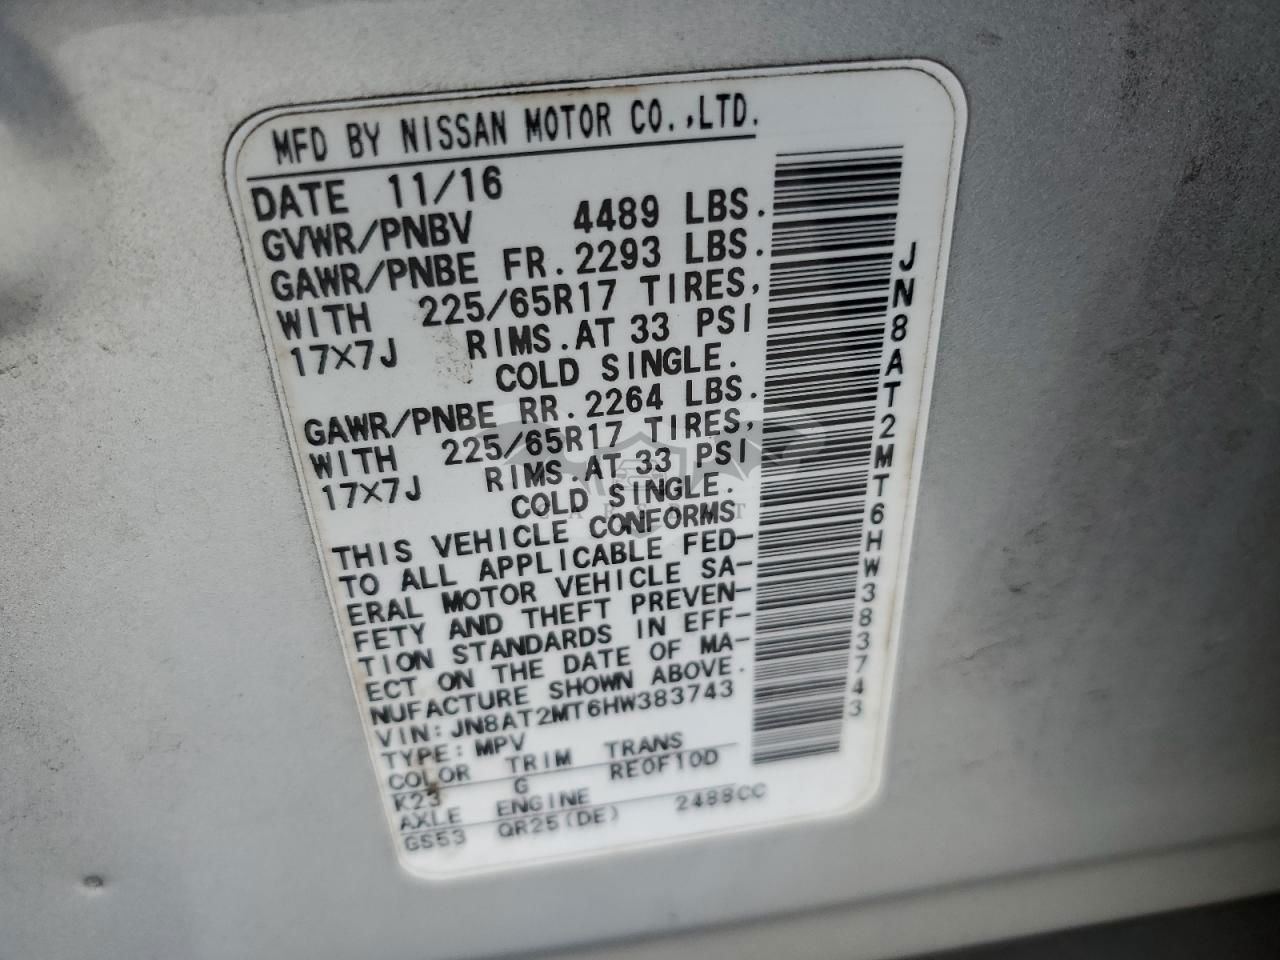 MFD BY NISSAN MOTOR CO.,LTD.
DATE 11/16
GVWR/PNBV 4489 LBS.
GAWR/PNBE FR.2293 LBS.
WITH 225/65R17 TIRES,
17×7J RIMS.AT 33 PSI
COLD SINGLE.
GAWR/PNBE RR.2264 LBS.
WITH 225/65R17 TIRES,
17×7J RIMS.AT 33 PSI
COLD SINGLE.
THIS VEHICLE CONFORMS
TO ALL APPLICABLE FED-
ERAL MOTOR VEHICLE SA-
FETY AND THEFT PREVEN-
TION STANDARDS IN EFF-
ECT ON THE DATE OF MA-
NUFACTURE SHOWN ABOVE.
VIN:JN8AT2MT6HW383743
TYPE:MPV
COLOR TRIM TRANS
K23 G RE0F10D
AXLE ENGINE
GS53 QR25(DE) 2488CC
JN8AT2MT6HW383743